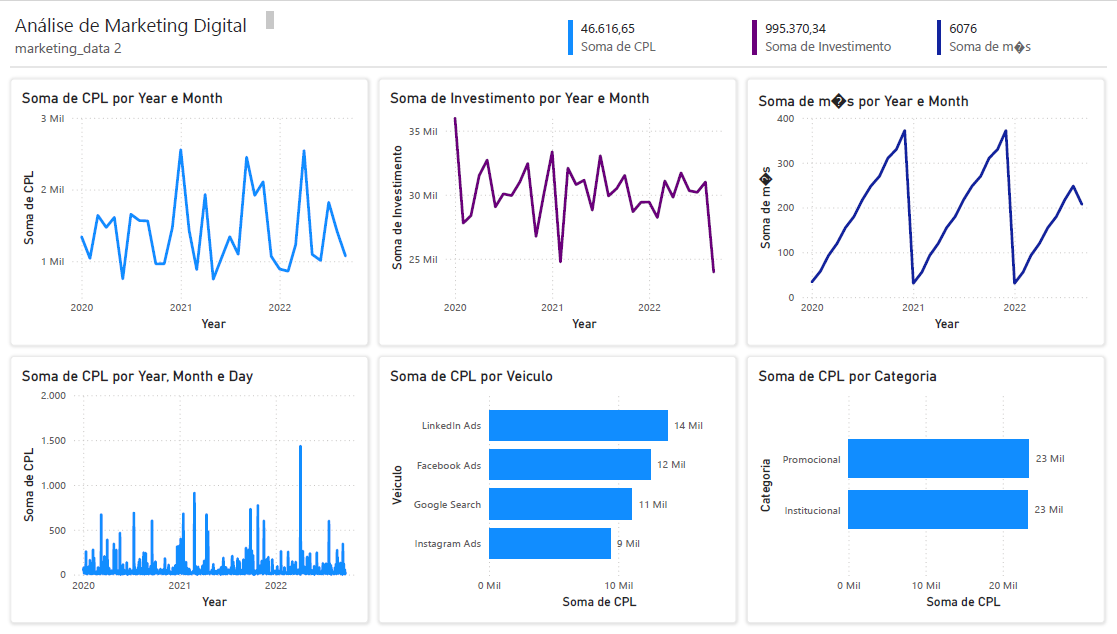 Análise de Marketing Digital
marketing_data 2
46.616,65
Soma de CPL
995.370,34
Soma de Investimento
6076
Soma de m�s
Soma de CPL por Year e Month
3 Mil
2 Mil
1 Mil
Soma de CPL
2020
2021
2022
Year
Soma de Investimento por Year e Month
35 Mil
30 Mil
25 Mil
Soma de Investimento
2020
2021
2022
Year
Soma de m�s por Year e Month
400
300
200
100
0
Soma de m�s
2020
2021
2022
Year
Soma de CPL por Year, Month e Day
2.000
1.500
1.000
500
0
Soma de CPL
2020
2021
2022
Year
Soma de CPL por Veiculo
Veiculo
LinkedIn Ads 14 Mil
Facebook Ads 12 Mil
Google Search 11 Mil
Instagram Ads 9 Mil
0 Mil 10 Mil
Soma de CPL
Soma de CPL por Categoria
Categoria
Promocional 23 Mil
Institucional 23 Mil
0 Mil 10 Mil 20 Mil
Soma de CPL